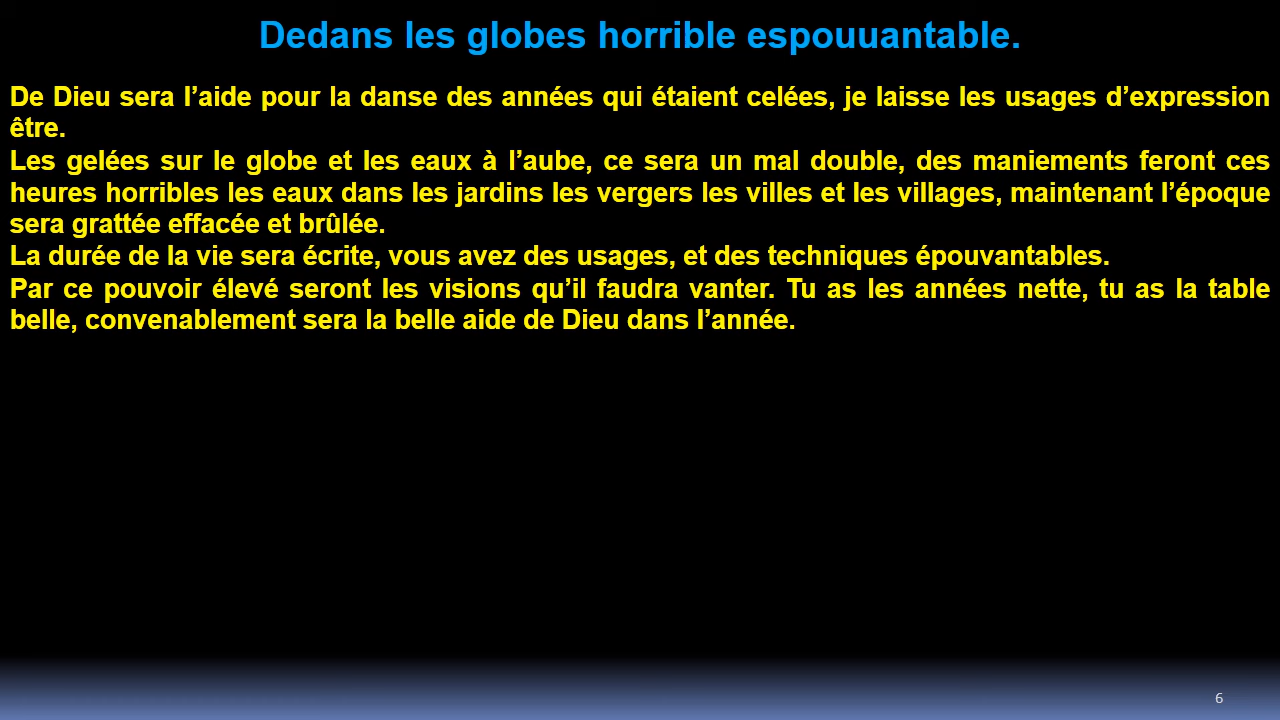 Dedans les globes horrible espouuantable.
De Dieu sera l’aide pour la danse des années qui étaient celées, je laisse les usages d’expression
être.
Les gelées sur le globe et les eaux à l’aube, ce sera un mal double, des maniements feront ces
heures horribles les eaux dans les jardins les vergers les villes et les villages, maintenant l’époque
sera grattée effacée et brûlée.
La durée de la vie sera écrite, vous avez des usages, et des techniques épouvantables.
Par ce pouvoir élevé seront les visions qu’il faudra vanter. Tu as les années nette, tu as la table
belle, convenablement sera la belle aide de Dieu dans l’année.
6